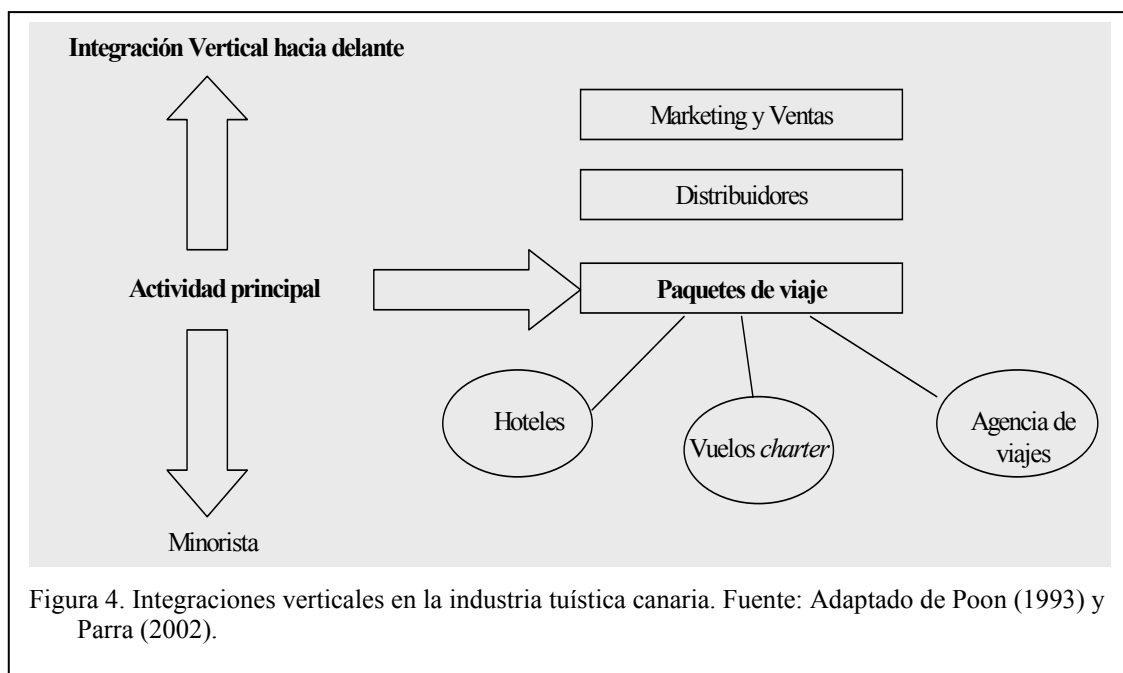 Integración Vertical hacia delante
Marketing y Ventas
Distribuidores
Actividad principal
Paquetes de viaje
Hoteles
Vuelos charter
Agencia de
viajes
Minorista
Figura 4. Integraciones verticales en la industria tuística canaria. Fuente: Adaptado de Poon (1993) y
Parra (2002).